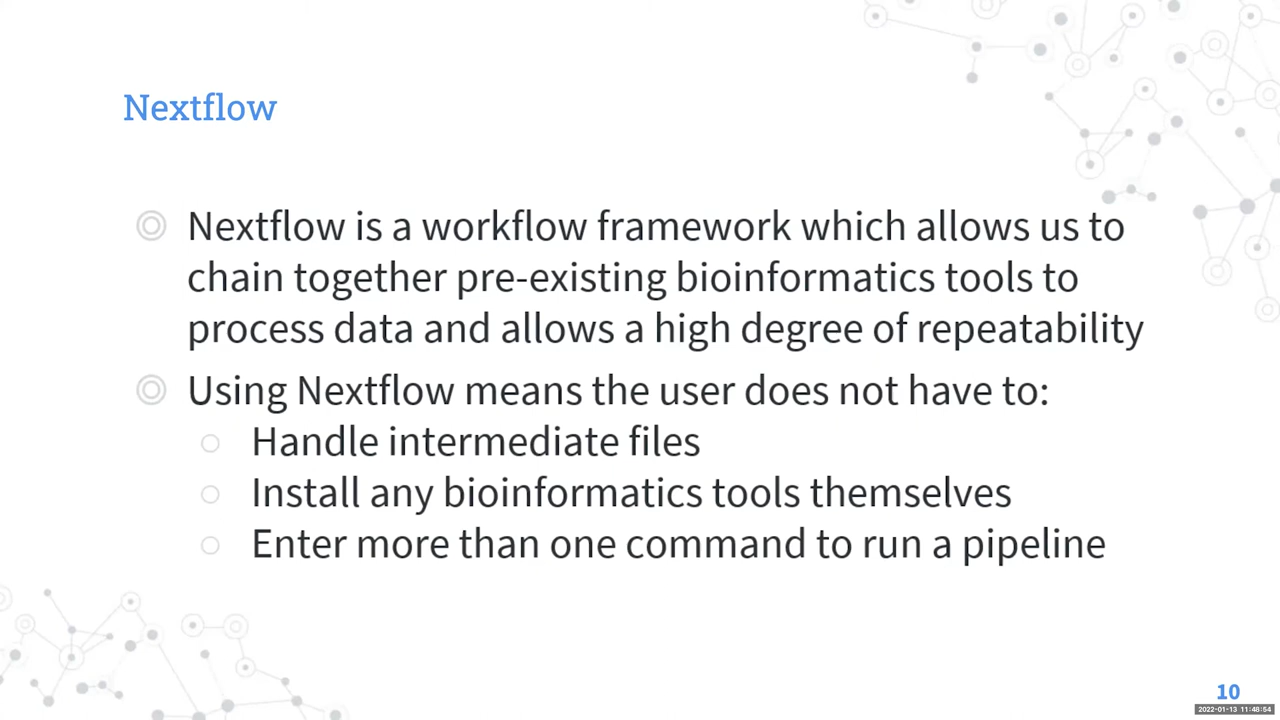 Nextflow
Nextflow is a workflow framework which allows us to
chain together pre-existing bioinformatics tools to
process data and allows a high degree of repeatability
Using Nextflow means the user does not have to:
Handle intermediate files
Install any bioinformatics tools themselves
Enter more than one command to run a pipeline
10
2022-01-13 11:48:54